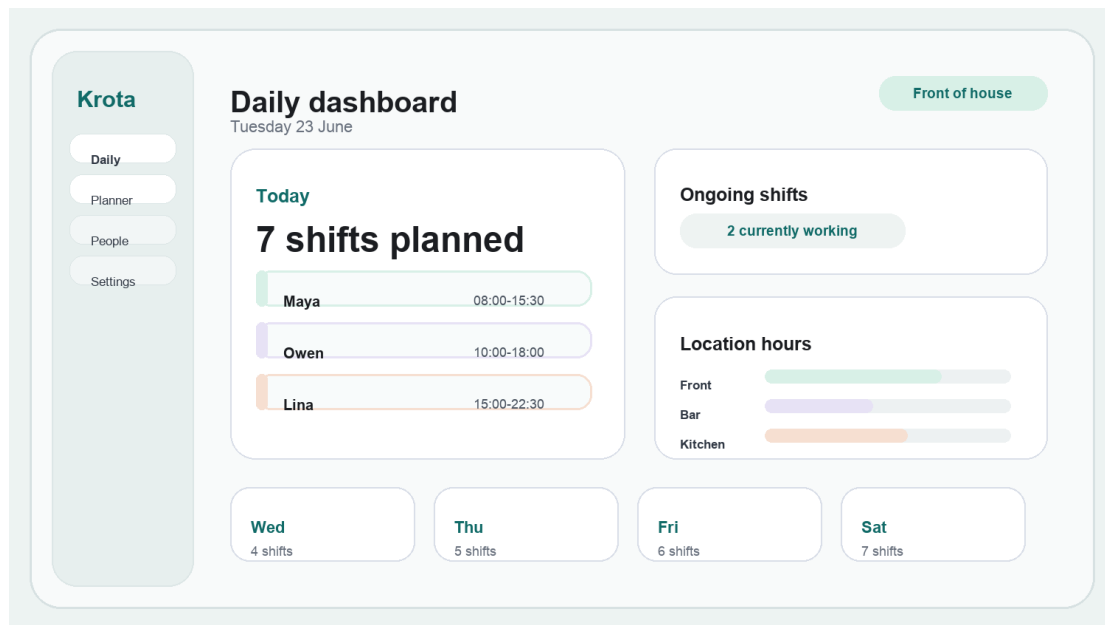 Krota
Daily
Planner
People
Settings
Daily dashboard
Tuesday 23 June
Front of house
Today
7 shifts planned
Maya 08:00-15:30
Owen 10:00-18:00
Lina 15:00-22:30
Ongoing shifts
2 currently working
Location hours
Front
Bar
Kitchen
Wed
4 shifts
Thu
5 shifts
Fri
6 shifts
Sat
7 shifts